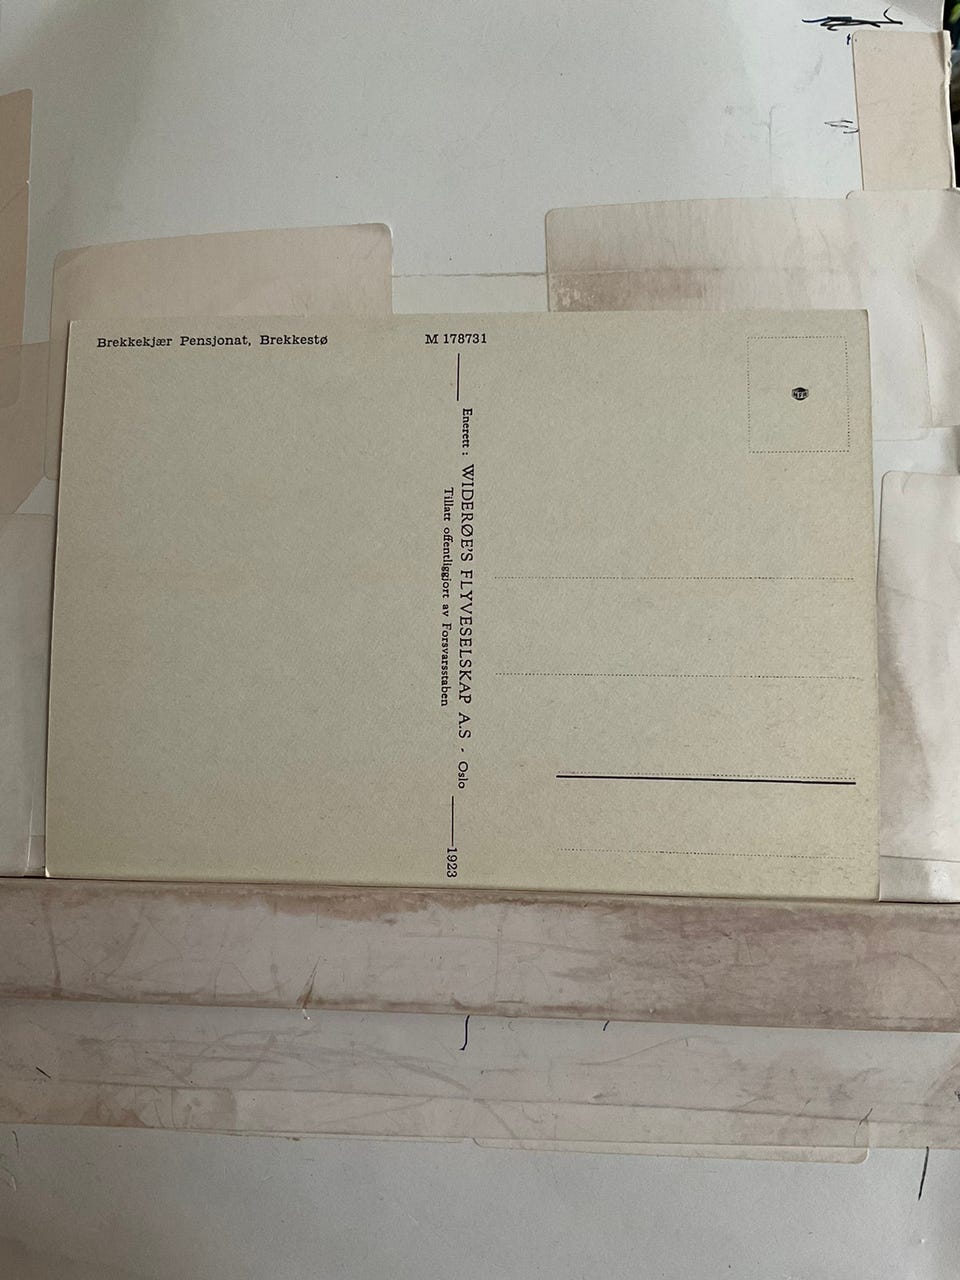 Brekkekjær Pensjonat, Brekkestø
M 178731
Enerett: WIDERØE'S FLYVESELSKAP A.S - Oslo
Tillatt offentliggjort av Forsvarsstaben
1923